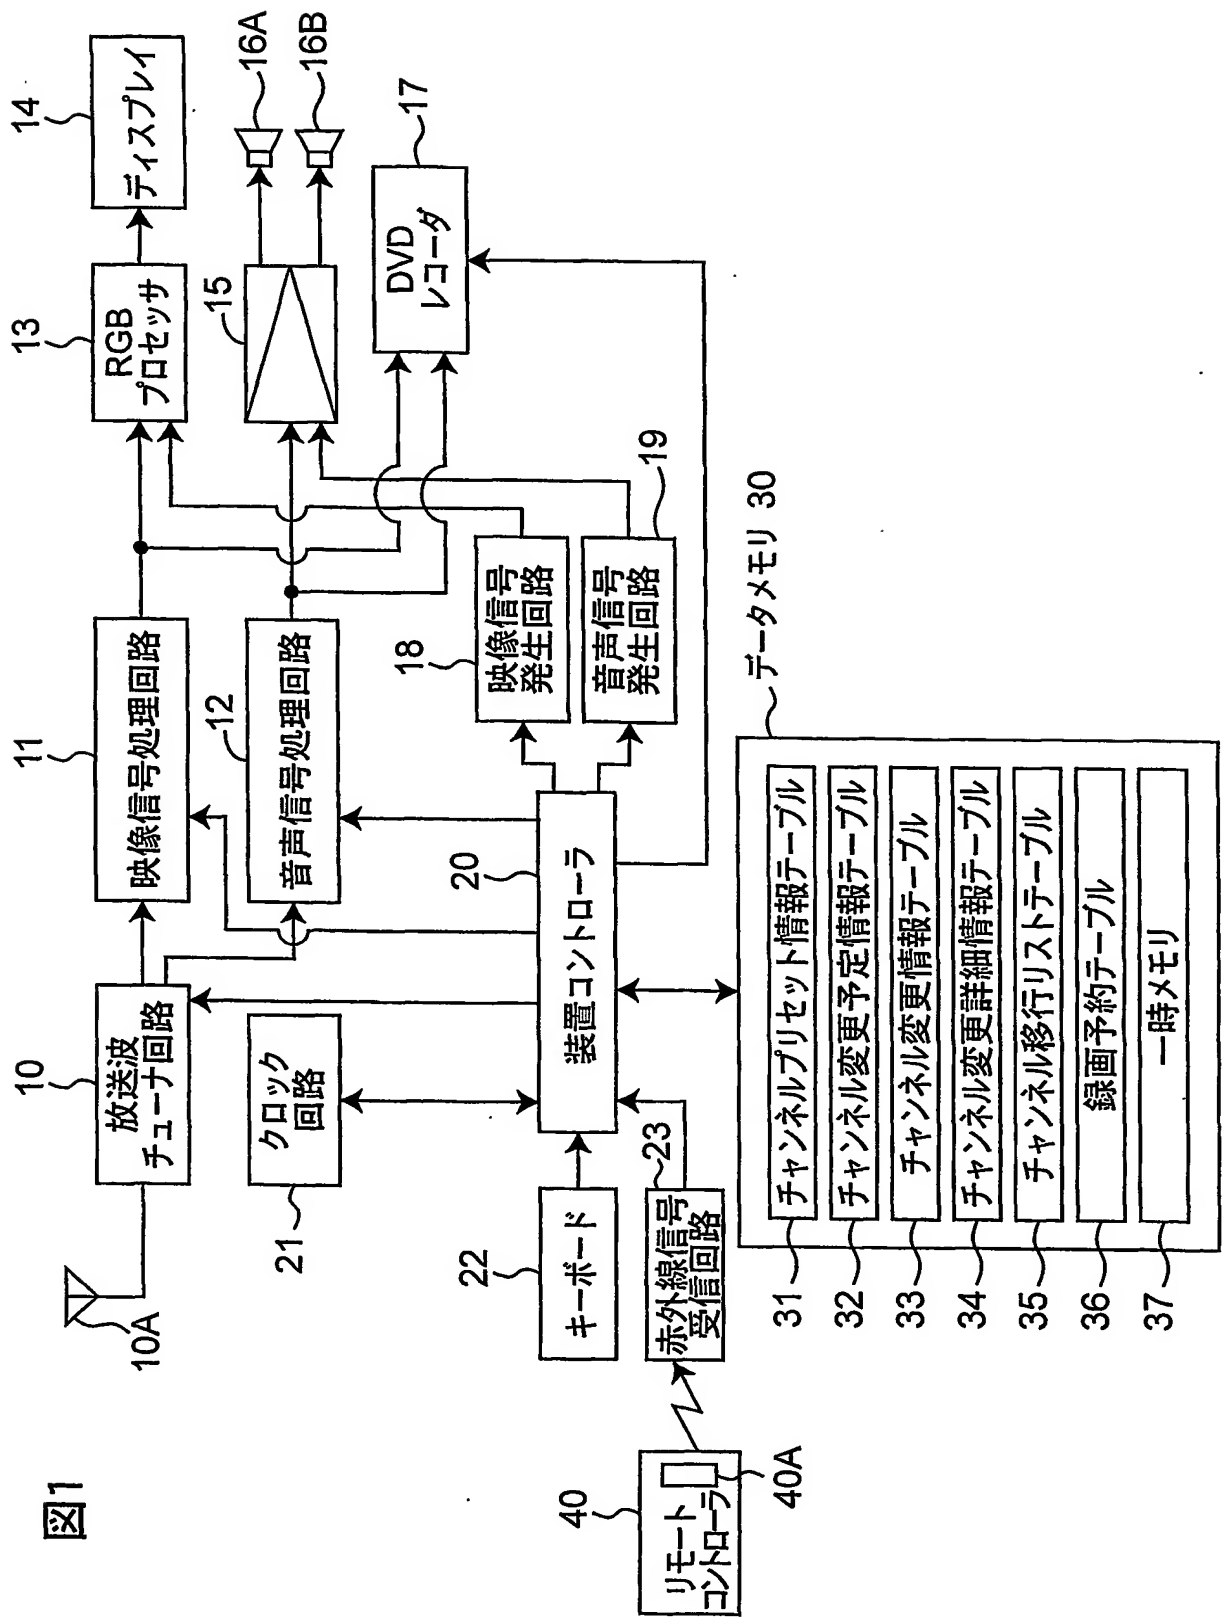 図1
10A
10
放送波
チューナ回路
11
映像信号処理回路
13
RGB
プロセッサ
14
ディスプレイ
12
音声信号処理回路
15
16A
16B
17
DVD
レコーダ
21
クロック
回路
18
映像信号
発生回路
19
音声信号
発生回路
20
装置コントローラ
22
キーボード
23
赤外線信号
受信回路
40
リモート
コントローラ
40A
データメモリ 30
31
チャンネルプリセット情報テーブル
32
チャンネル変更予定情報テーブル
33
チャンネル変更情報テーブル
34
チャンネル変更詳細情報テーブル
35
チャンネル移行リストテーブル
36
録画予約テーブル
37
一時メモリ